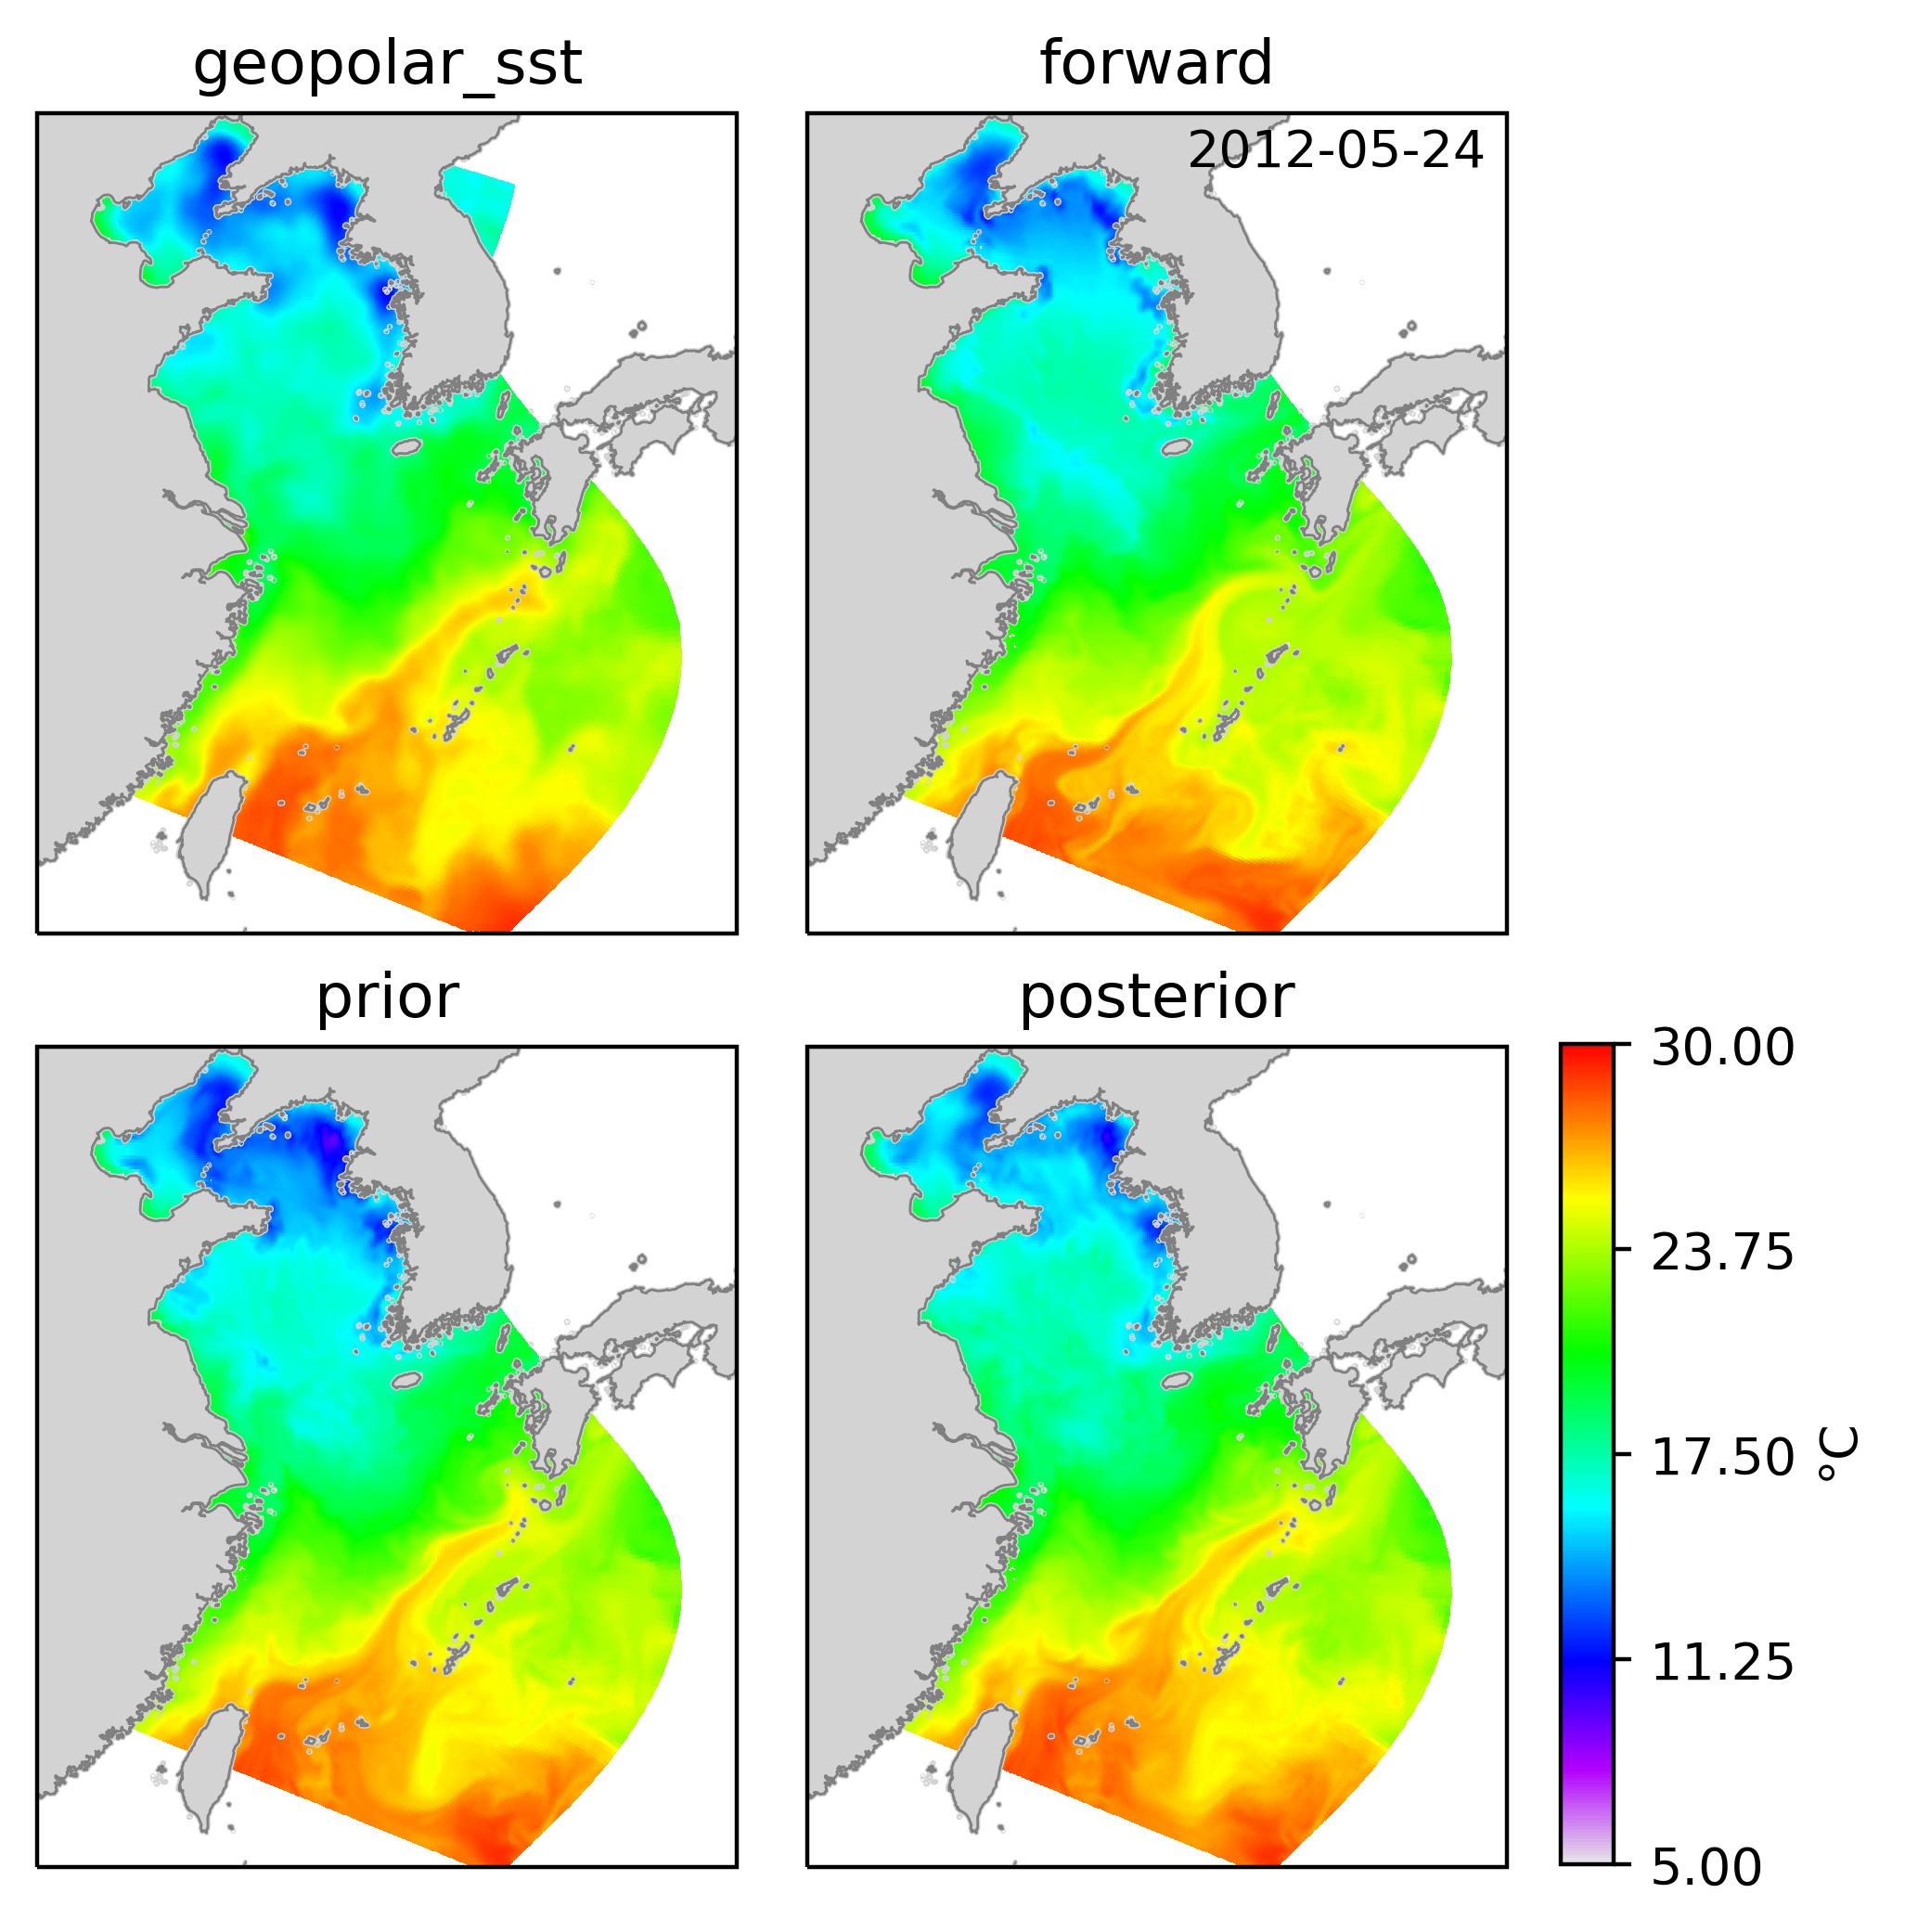 geopolar_sst
forward
2012-05-24
prior
posterior
30.00
23.75
17.50
11.25
5.00
°C